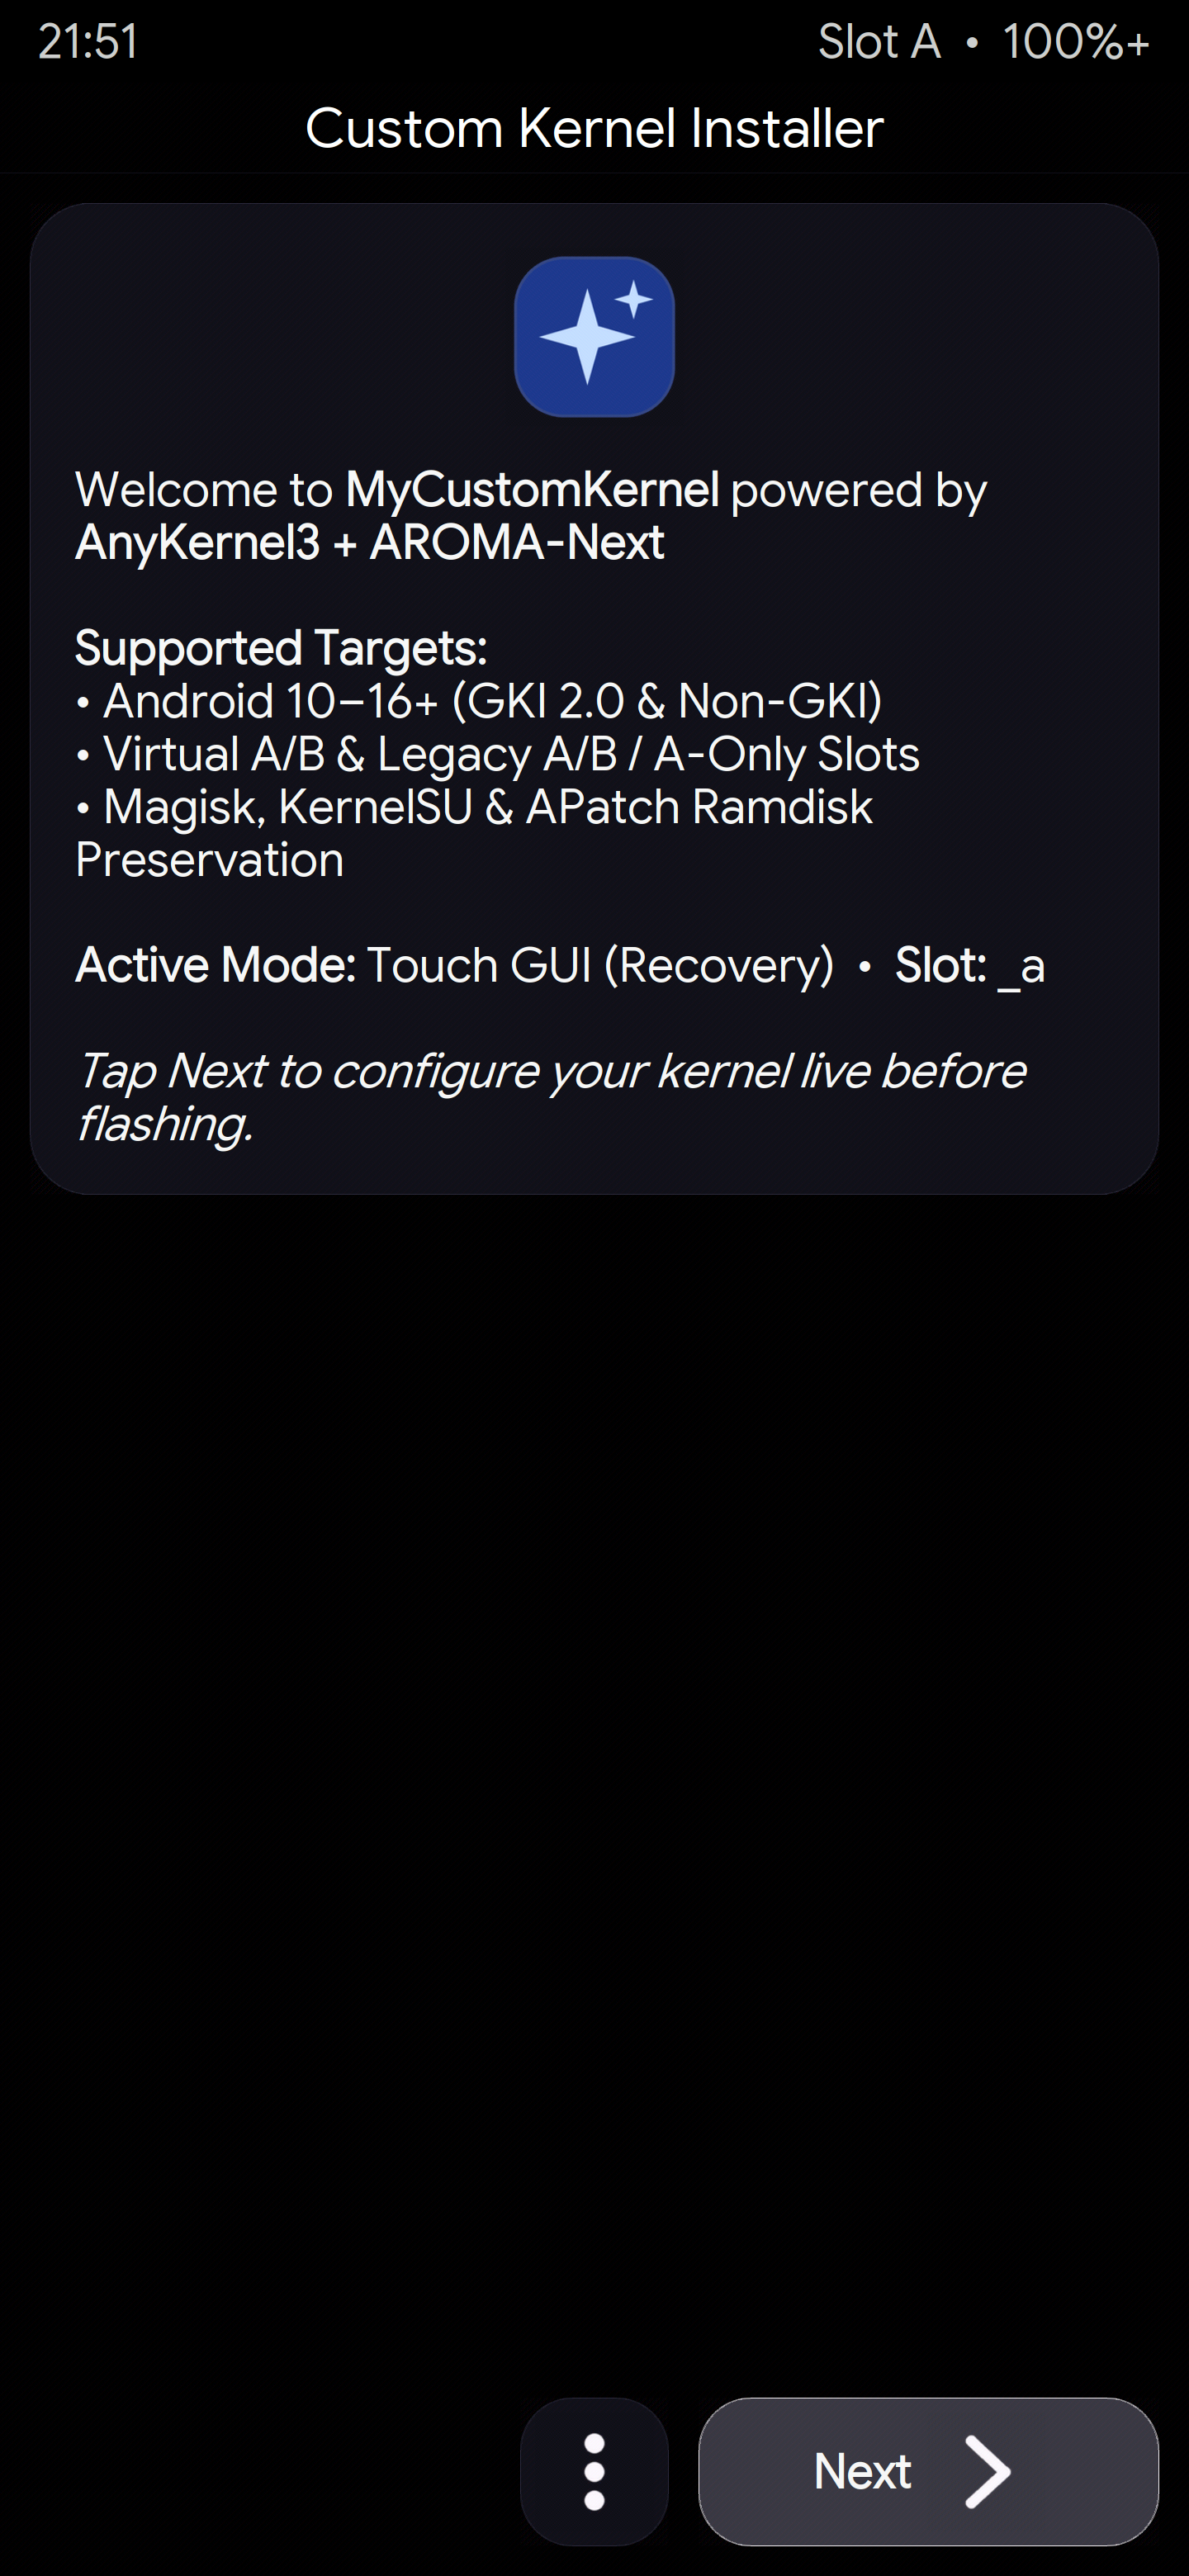 21:51
Slot A • 100%+
Custom Kernel Installer
Welcome to MyCustomKernel powered by
AnyKernel3 + AROMA-Next
Supported Targets:
• Android 10–16+ (GKI 2.0 & Non-GKI)
• Virtual A/B & Legacy A/B / A-Only Slots
• Magisk, KernelSU & APatch Ramdisk
Preservation
Active Mode: Touch GUI (Recovery) • Slot: _a
Tap Next to configure your kernel live before
flashing.
Next